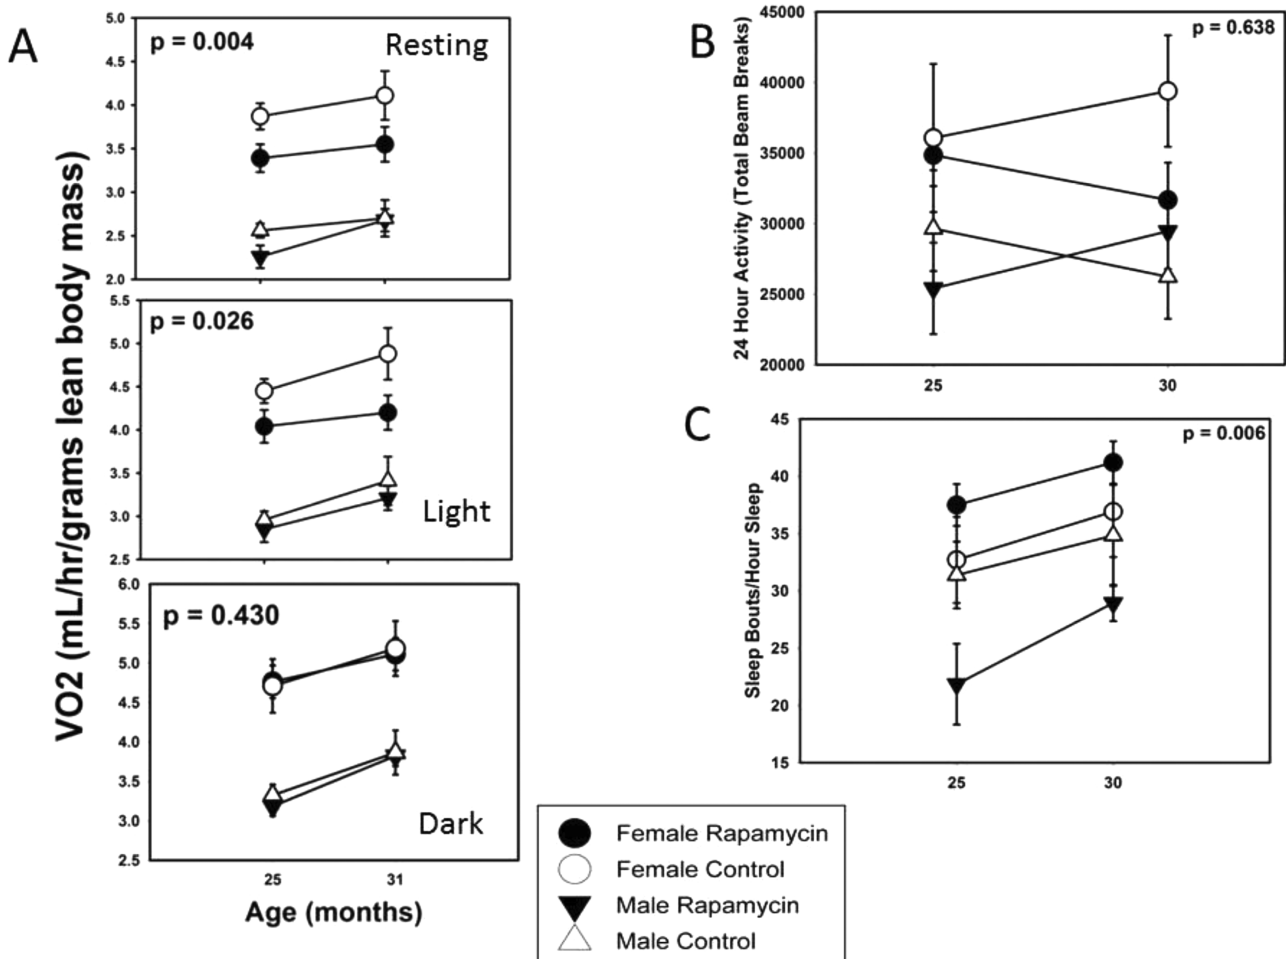 A
VO2 (mL/hr/grams lean body mass)
p = 0.004
Resting
5.0
4.5
4.0
3.5
3.0
2.5
2.0
p = 0.026
Light
5.5
5.0
4.5
4.0
3.5
3.0
2.5
p = 0.430
Dark
6.0
5.5
5.0
4.5
4.0
3.5
3.0
2.5
25
31
Age (months)
B
24 Hour Activity (Total Beam Breaks)
p = 0.638
45000
40000
35000
30000
25000
20000
25
30
C
Sleep Bouts/Hour Sleep
p = 0.006
45
40
35
30
25
20
15
25
30
Female Rapamycin
Female Control
Male Rapamycin
Male Control